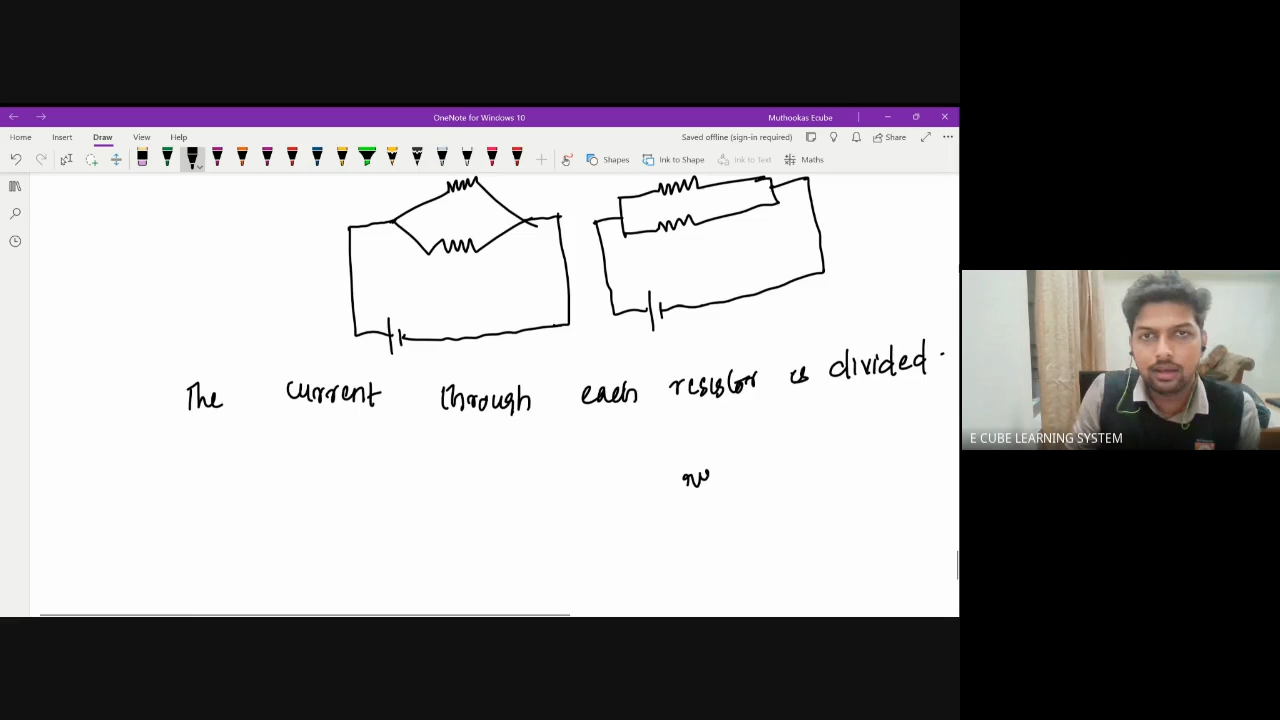 OneNote for Windows 10
Muthookas Ecube
Home Insert Draw View Help
Saved offline (sign-in required)
Share
Shapes
Ink to Shape
Ink to Text
Maths
The current through each resistor is divided.
E CUBE LEARNING SYSTEM